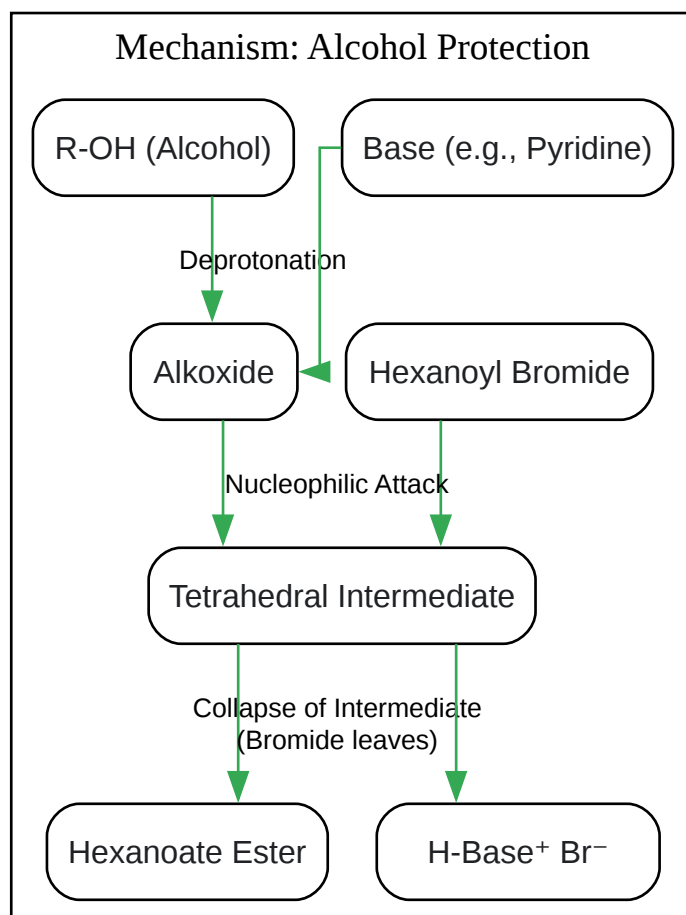 Mechanism: Alcohol Protection
R-OH (Alcohol)
Base (e.g., Pyridine)
Deprotonation
Alkoxide
Hexanoyl Bromide
Nucleophilic Attack
Tetrahedral Intermediate
Collapse of Intermediate
(Bromide leaves)
Hexanoate Ester
H-Base⁺ Br⁻